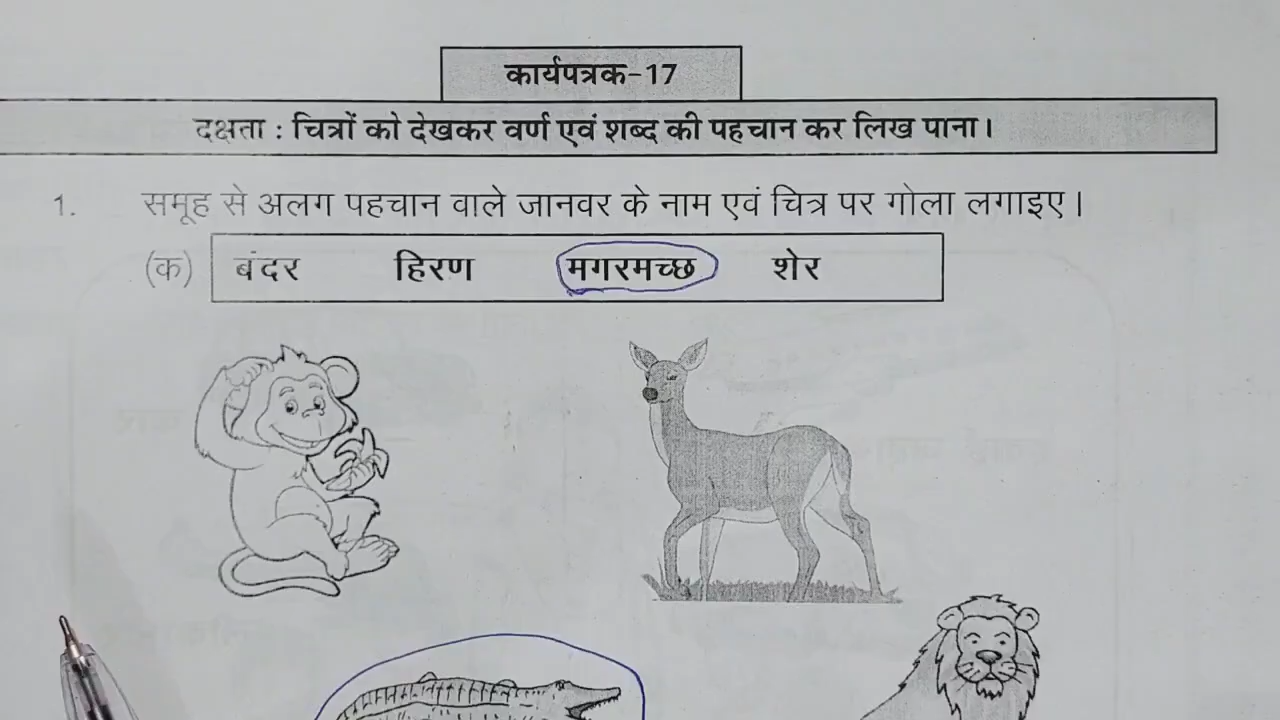 कार्यपत्रक-17
दक्षता : चित्रों को देखकर वर्ण एवं शब्द की पहचान कर लिख पाना।
1. समूह से अलग पहचान वाले जानवर के नाम एवं चित्र पर गोला लगाइए।
(क) बंदर हिरण मगरमच्छ शेर